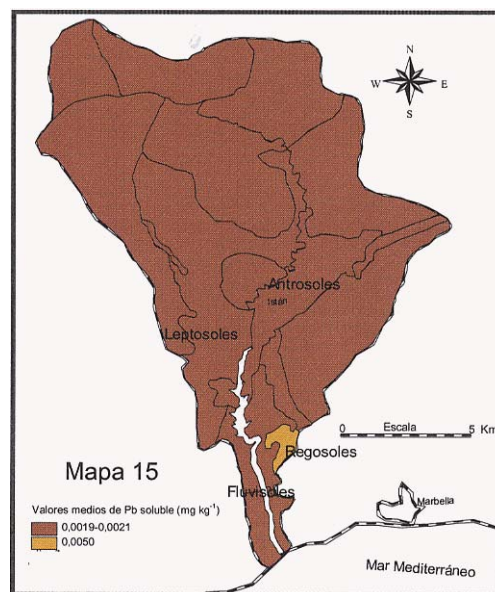 N
W E
S
Antrosoles
Istán
Leptosoles
Escala
0 5 Km
Regosoles
Mapa 15
Fluvisoles
Valores medios de Pb soluble (mg kg⁻¹)
0,0019-0,0021
0,0050
Marbella
Mar Mediterráneo